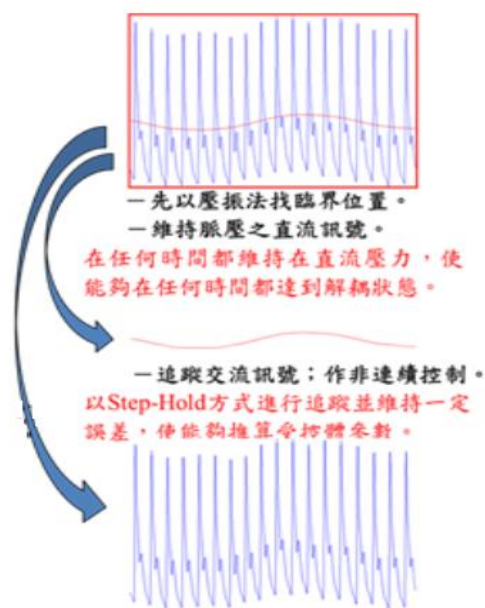 －先以壓振法找臨界位置。
－維持脈壓之直流訊號。
在任何時間都維持在直流壓力，使
能夠在任何時間都達到解耦狀態。
－追蹤交流訊號；作非連續控制。
以Step-Hold方式進行追蹤並維持一定
誤差，使能夠推算受控體參數。